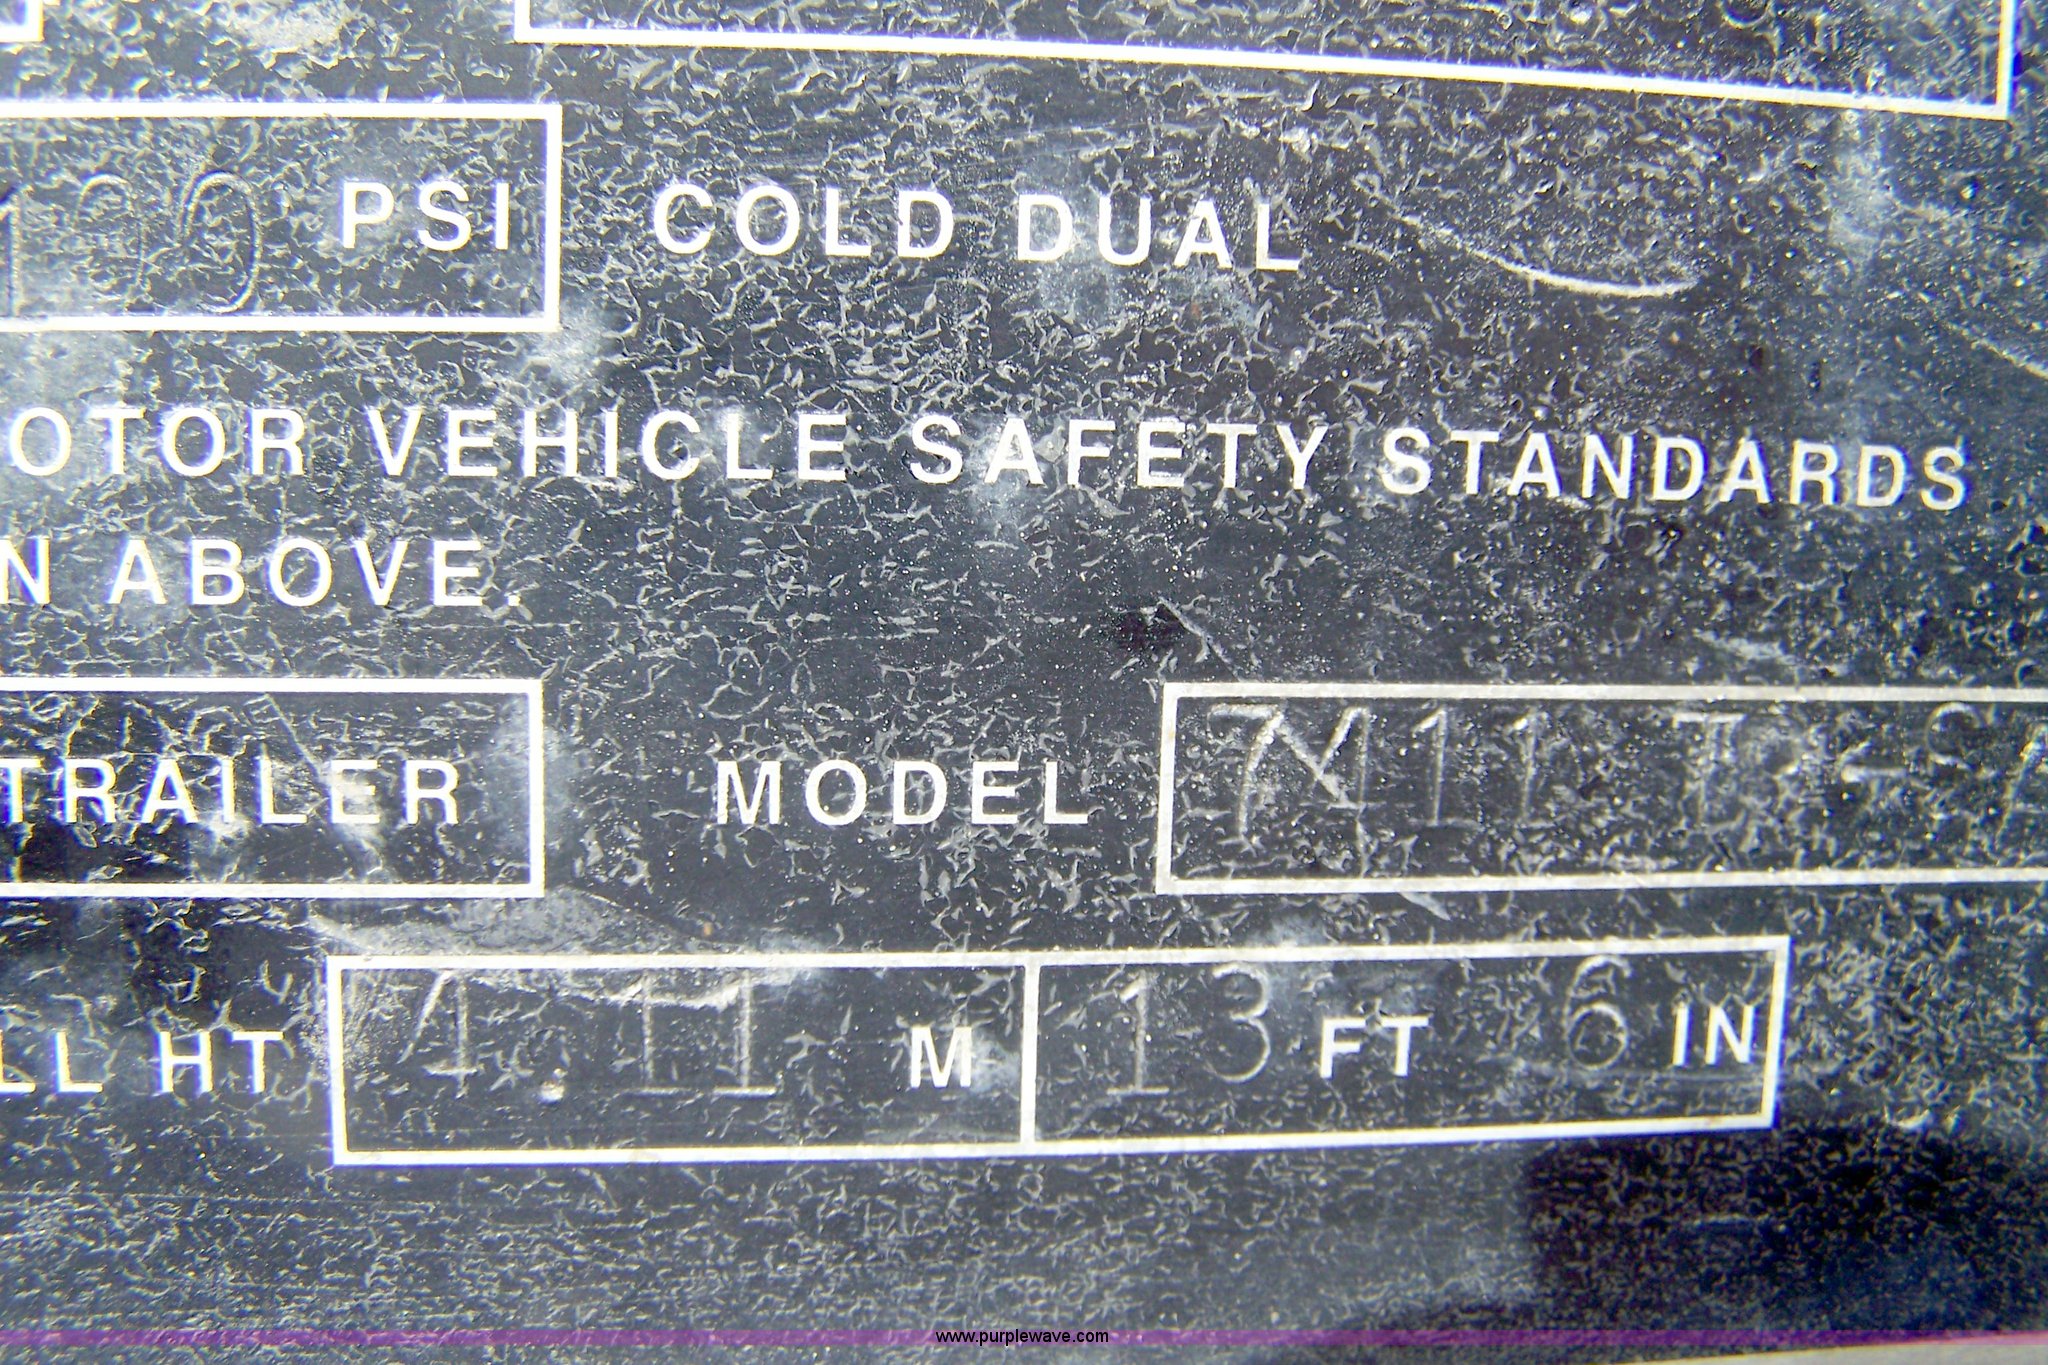 100 PSI COLD DUAL
OTOR VEHICLE SAFETY STANDARDS
N ABOVE.
TRAILER MODEL
LL HT 4.11 M 13 FT 6 IN
www.purplewave.com